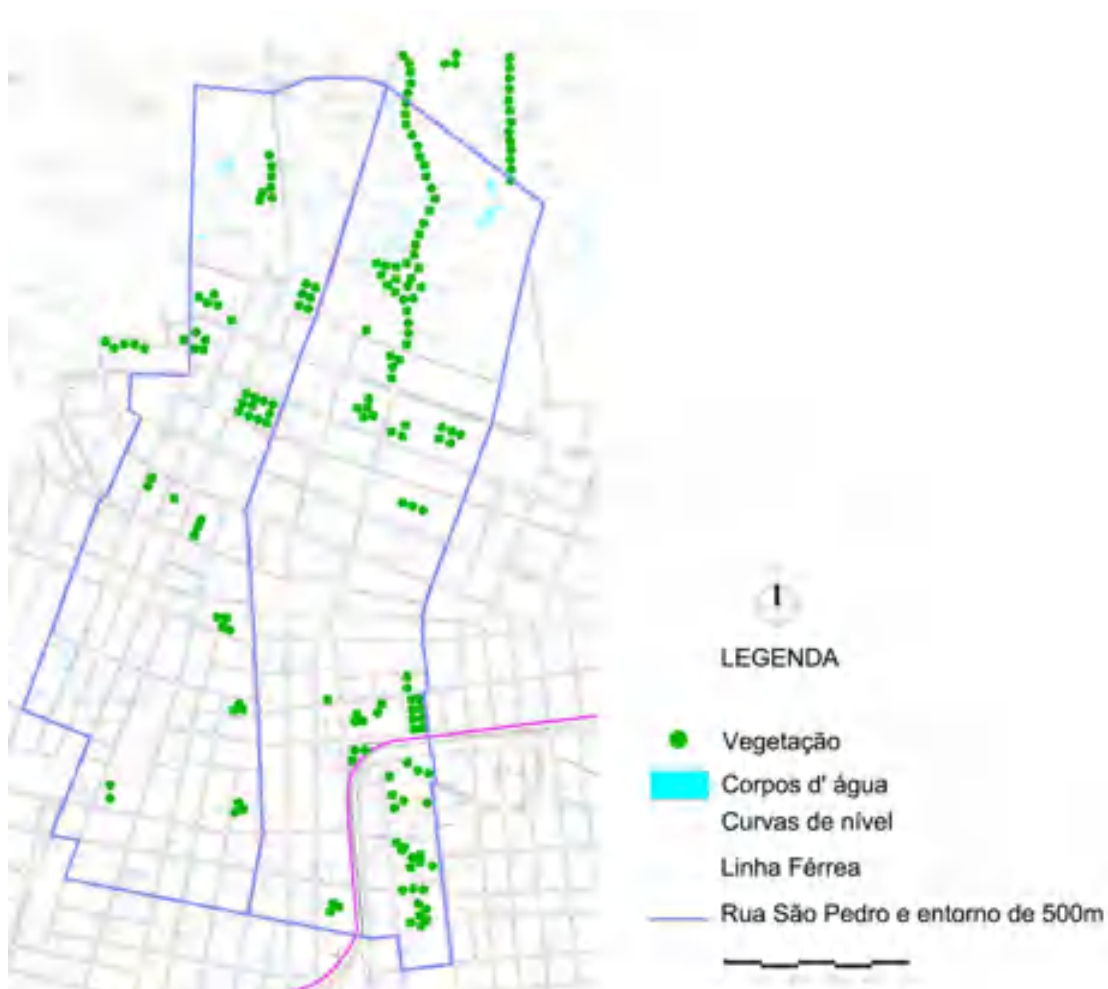 LEGENDA
Vegetação
Corpos d' água
Curvas de nível
Linha Férrea
Rua São Pedro e entorno de 500m